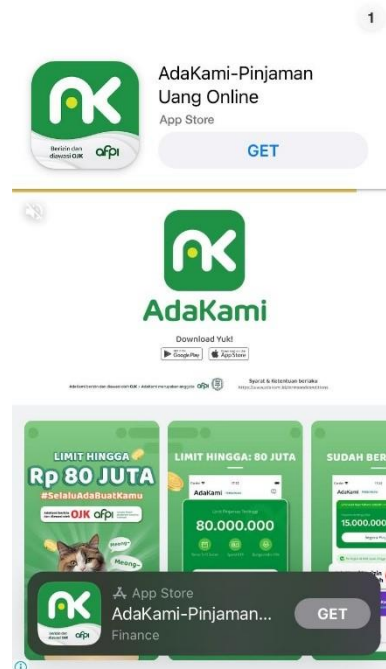 1
AdaKami-Pinjaman
Uang Online
App Store
GET
Berizin dan
diawasi OJK
afpi
AdaKami
Download Yuk!
Google Play
App Store
Syarat & Ketentuan berlaku
LIMIT HINGGA
Rp 80 JUTA
#SelaluAdaBuatKamu
OJK afpi
Meong~
Meong~
LIMIT HINGGA: 80 JUTA
AdaKami
80.000.000
SUDAH BER
AdaKami
15.000.000
App Store
AdaKami-Pinjaman...
Finance
GET
afpi